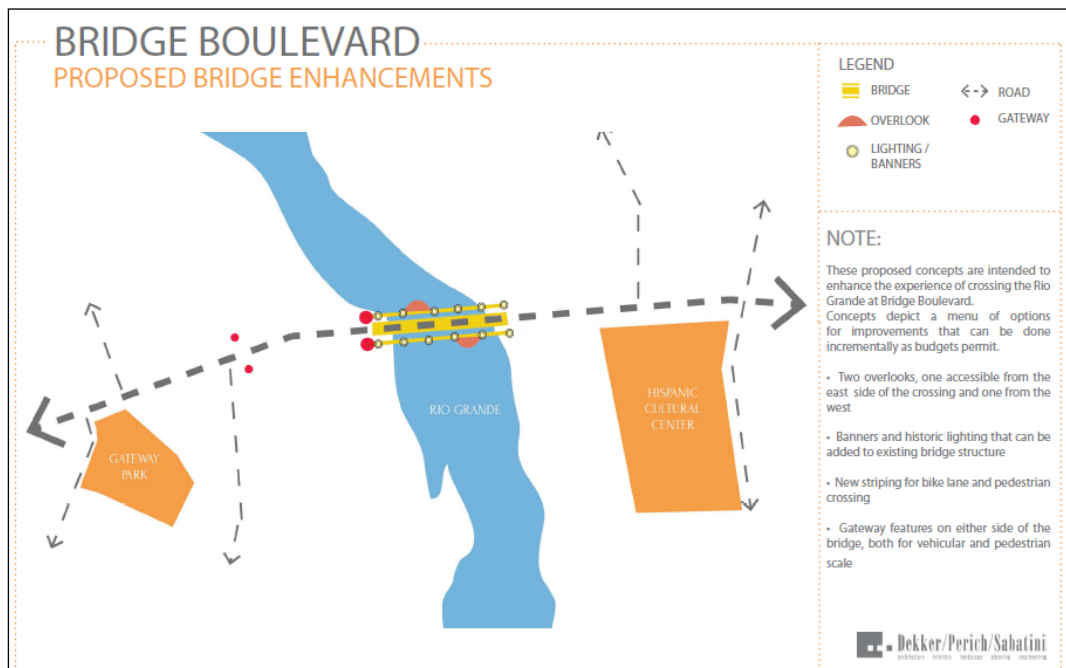 BRIDGE BOULEVARD
PROPOSED BRIDGE ENHANCEMENTS
LEGEND
BRIDGE
ROAD
OVERLOOK
GATEWAY
LIGHTING /
BANNERS
RIO GRANDE
HISPANIC
CULTURAL
CENTER
GATEWAY
PARK
NOTE:
These proposed concepts are intended to
enhance the experience of crossing the Rio
Grande at Bridge Boulevard.
Concepts depict a menu of options
for improvements that can be done
incrementally as budgets permit.
• Two overlooks, one accessible from the
east side of the crossing and one from the
west
• Banners and historic lighting that can be
added to existing bridge structure
• New striping for bike lane and pedestrian
crossing
• Gateway features on either side of the
bridge, both for vehicular and pedestrian
scale
Dekker/Perich/Sabatini
architecture interiors landscape planning engineering